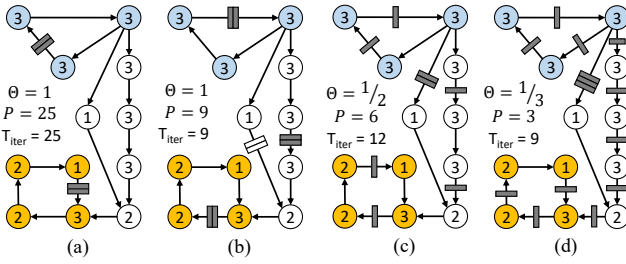 3 3 3 3 3 3 3 3
3 3 3 3
3 3 3 3
Θ = 1 Θ = 1 Θ = 1/2 Θ = 1/3
P = 25 P = 9 P = 6 P = 3
1 3 1 3 1 3 1 3
T_iter = 25 T_iter = 9 T_iter = 12 T_iter = 9
2 1 3 2 1 3 2 1 3 2 1 3
2 3 2 2 3 2 2 3 2 2 3 2
(a) (b) (c) (d)